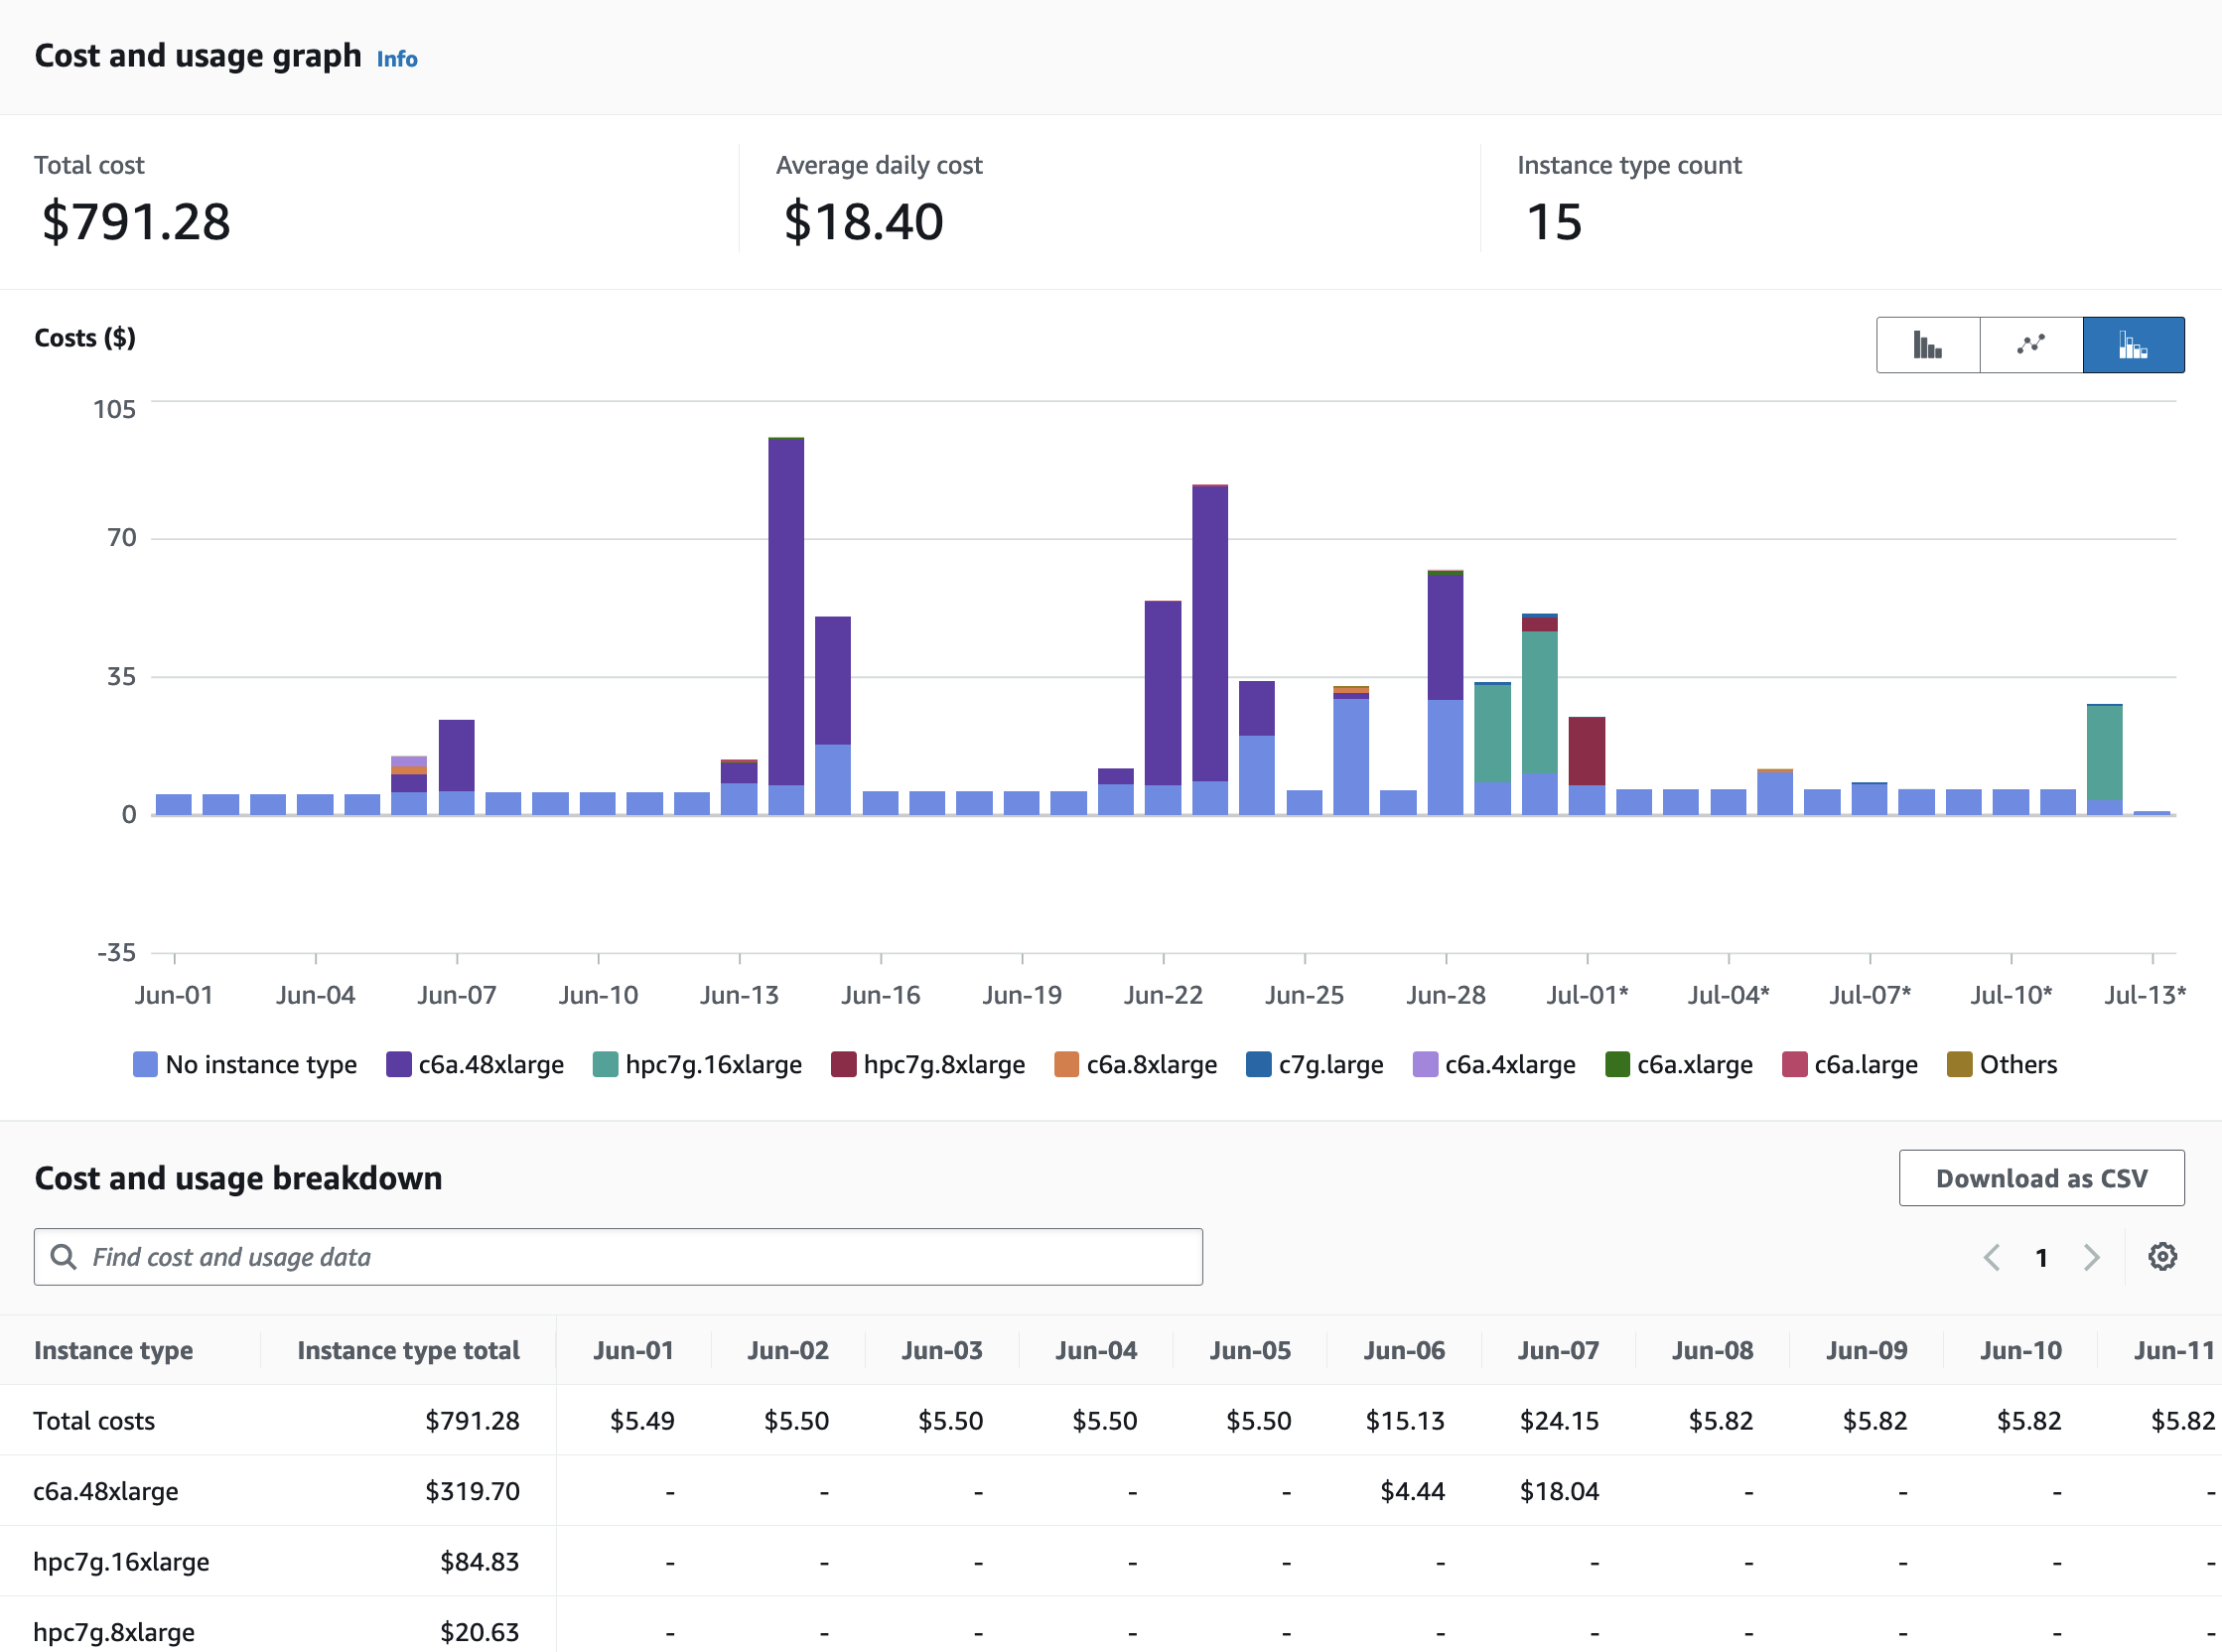 Cost and usage graph Info
Total cost Average daily cost Instance type count
$791.28 $18.40 15
Costs ($)
105
70
35
0
-35
Jun-01 Jun-04 Jun-07 Jun-10 Jun-13 Jun-16 Jun-19 Jun-22 Jun-25 Jun-28 Jul-01* Jul-04* Jul-07* Jul-10* Jul-13*
No instance type c6a.48xlarge hpc7g.16xlarge hpc7g.8xlarge c6a.8xlarge c7g.large c6a.4xlarge c6a.xlarge c6a.large Others
Cost and usage breakdown Download as CSV
Find cost and usage data 1
Instance type Instance type total Jun-01 Jun-02 Jun-03 Jun-04 Jun-05 Jun-06 Jun-07 Jun-08 Jun-09 Jun-10 Jun-11
Total costs $791.28 $5.49 $5.50 $5.50 $5.50 $5.50 $15.13 $24.15 $5.82 $5.82 $5.82 $5.82
c6a.48xlarge $319.70 - - - - - $4.44 $18.04 - - - -
hpc7g.16xlarge $84.83 - - - - - - - - - - -
hpc7g.8xlarge $20.63 - - - - - - - - - - -